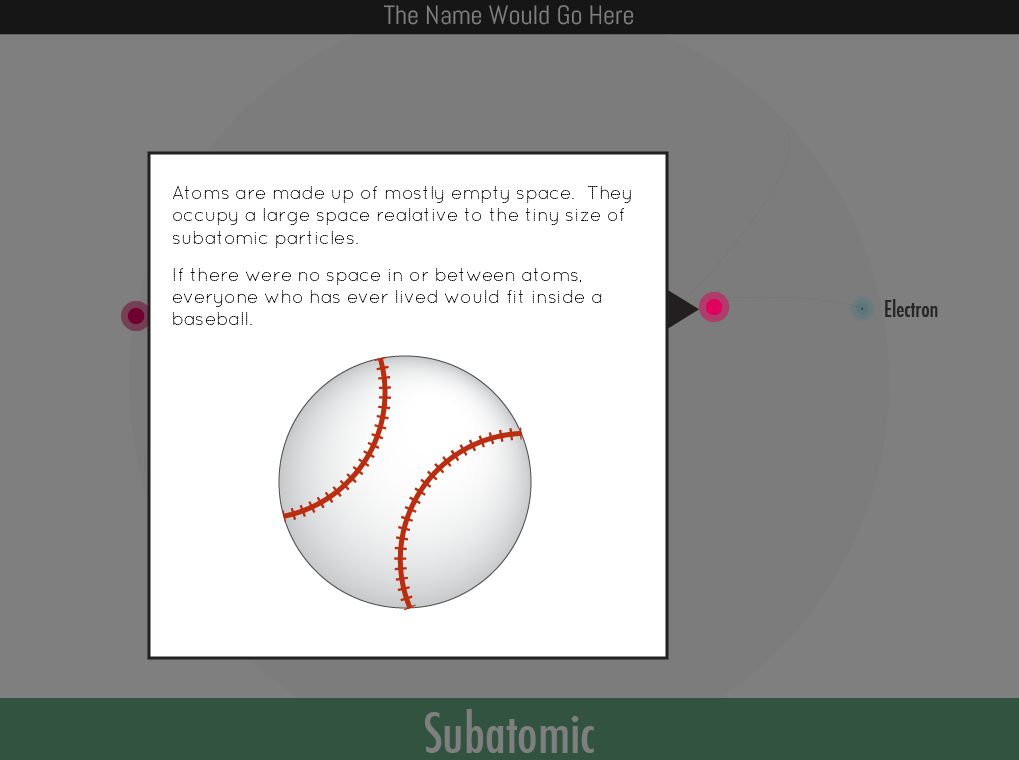 The Name Would Go Here
Atoms are made up of mostly empty space.  They
occupy a large space realative to the tiny size of
subatomic particles.
If there were no space in or between atoms,
everyone who has ever lived would fit inside a
baseball.
Electron
Subatomic